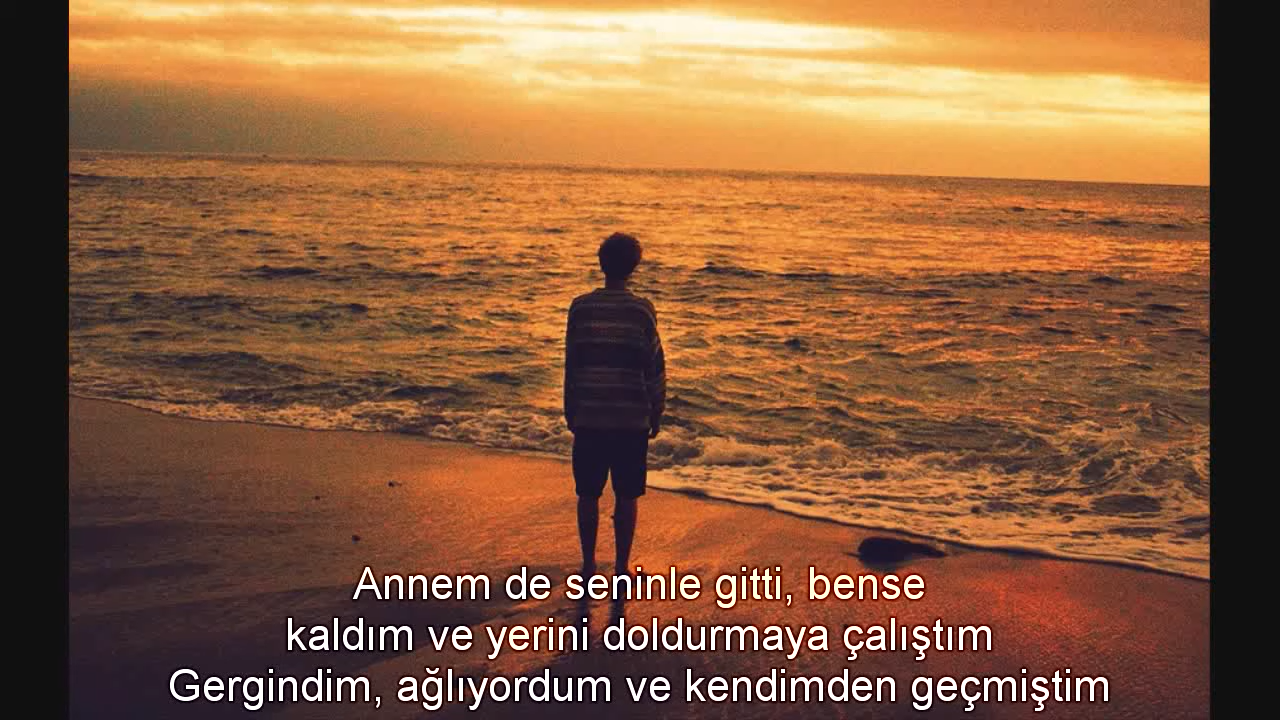 Annem de seninle gitti, bense
kaldım ve yerini doldurmaya çalıştım
Gergindim, ağlıyordum ve kendimden geçmiştim